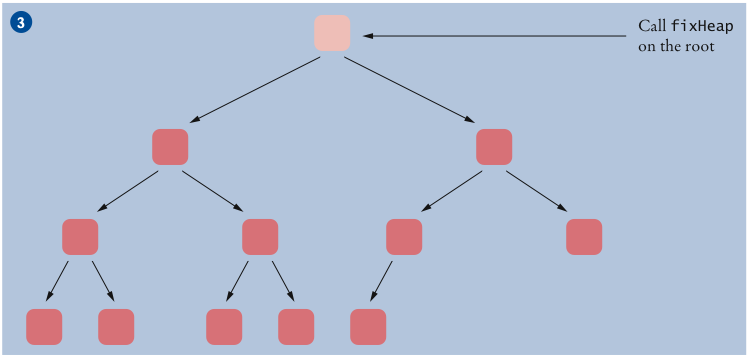 3
Call fixHeap
on the root